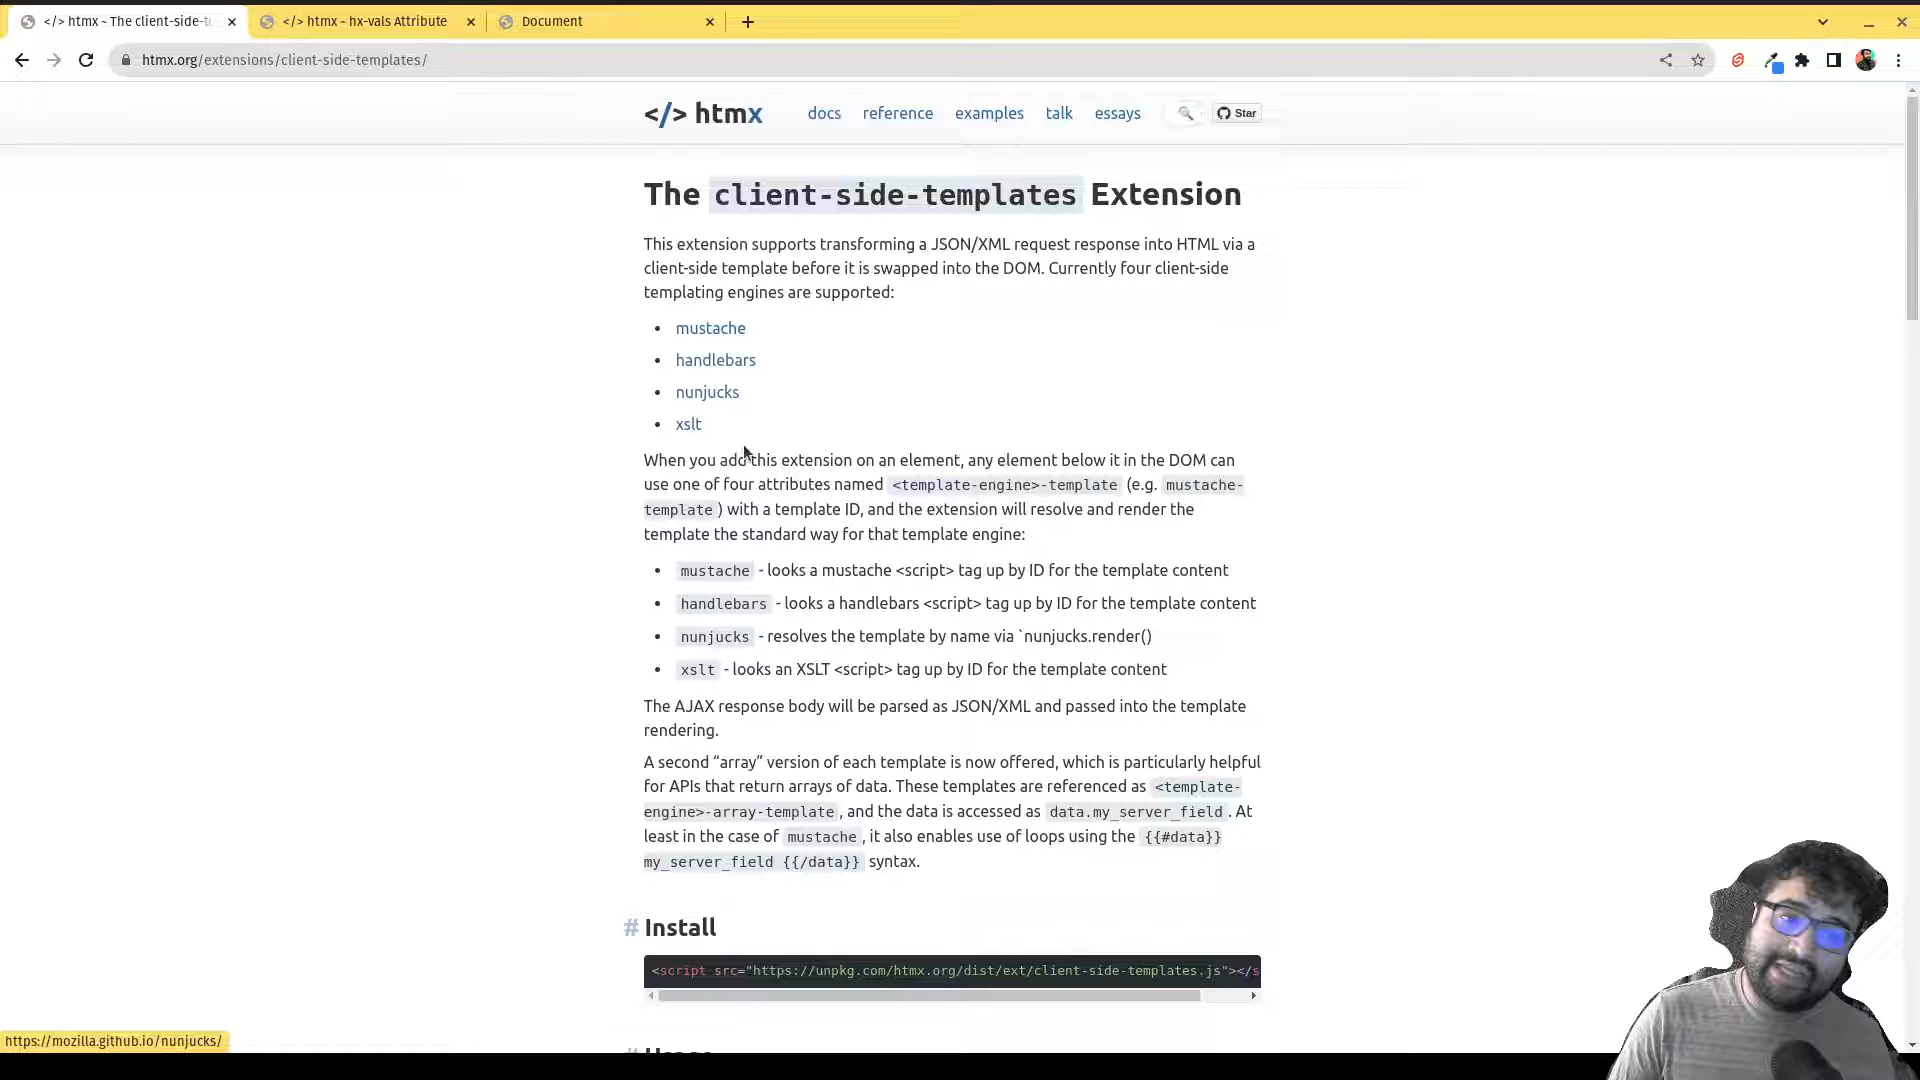 </> htmx ~ The client-side-te
</> htmx ~ hx-vals Attribute
Document
htmx.org/extensions/client-side-templates/
</> htmx
docs
reference
examples
talk
essays
Star
The client-side-templates Extension
This extension supports transforming a JSON/XML request response into HTML via a
client-side template before it is swapped into the DOM. Currently four client-side
templating engines are supported:
• mustache
• handlebars
• nunjucks
• xslt
When you add this extension on an element, any element below it in the DOM can
use one of four attributes named <template-engine>-template (e.g. mustache-
template) with a template ID, and the extension will resolve and render the
template the standard way for that template engine:
• mustache - looks a mustache <script> tag up by ID for the template content
• handlebars - looks a handlebars <script> tag up by ID for the template content
• nunjucks - resolves the template by name via `nunjucks.render()
• xslt - looks an XSLT <script> tag up by ID for the template content
The AJAX response body will be parsed as JSON/XML and passed into the template
rendering.
A second “array” version of each template is now offered, which is particularly helpful
for APIs that return arrays of data. These templates are referenced as <template-
engine>-array-template, and the data is accessed as data.my_server_field. At
least in the case of mustache, it also enables use of loops using the {{#data}}
my_server_field {{/data}} syntax.
# Install
<script src="https://unpkg.com/htmx.org/dist/ext/client-side-templates.js"></s
https://mozilla.github.io/nunjucks/